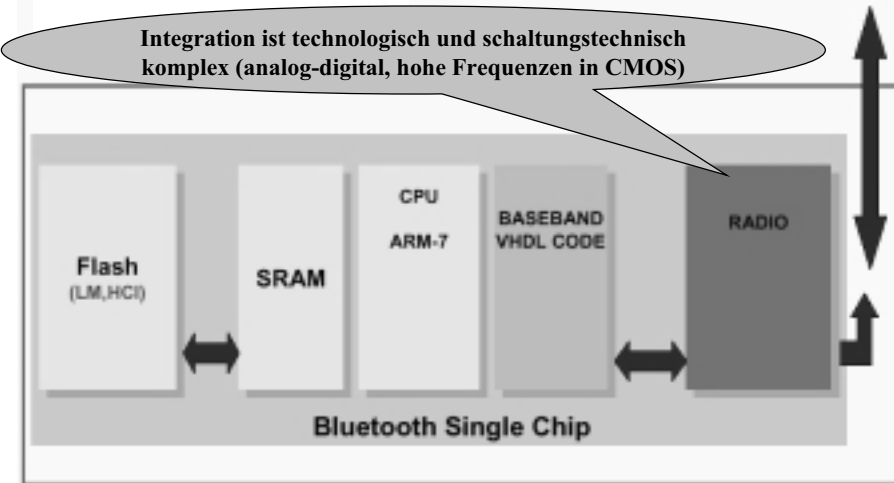 Integration ist technologisch und schaltungstechnisch
komplex (analog-digital, hohe Frequenzen in CMOS)
Flash
(LM,HCI)
SRAM
CPU
ARM-7
BASEBAND
VHDL CODE
RADIO
Bluetooth Single Chip